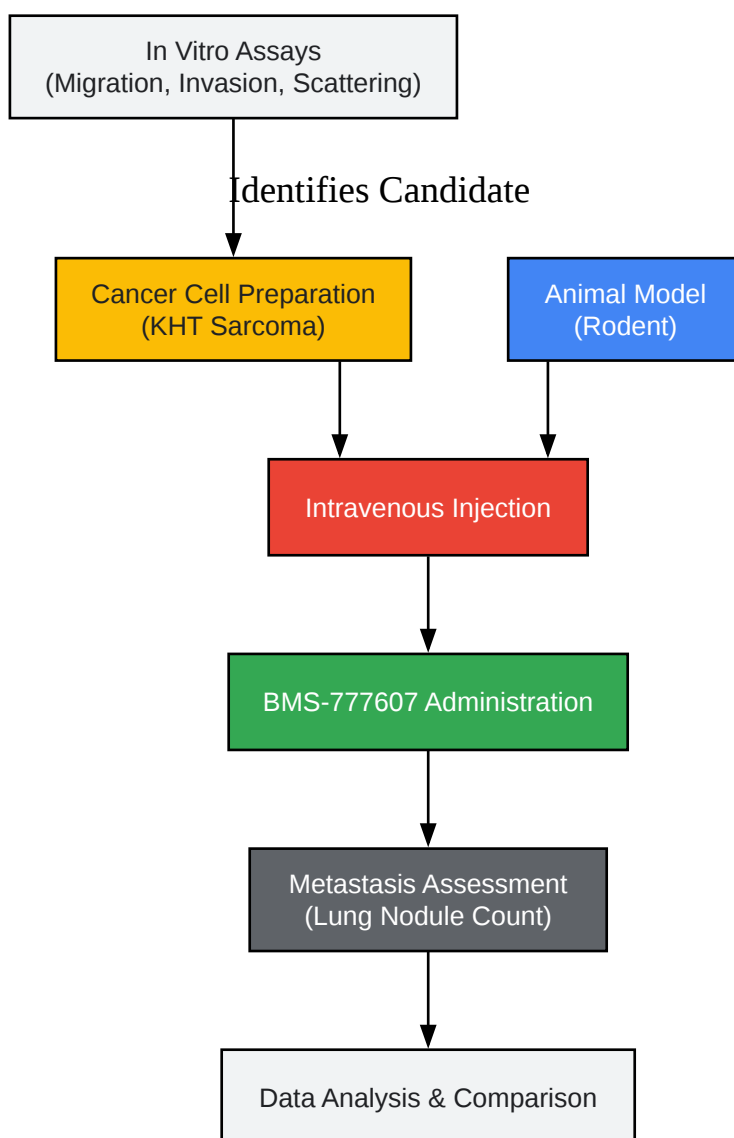 In Vitro Assays
(Migration, Invasion, Scattering)
Identifies Candidate
Cancer Cell Preparation
(KHT Sarcoma)
Animal Model
(Rodent)
Intravenous Injection
BMS-777607 Administration
Metastasis Assessment
(Lung Nodule Count)
Data Analysis & Comparison